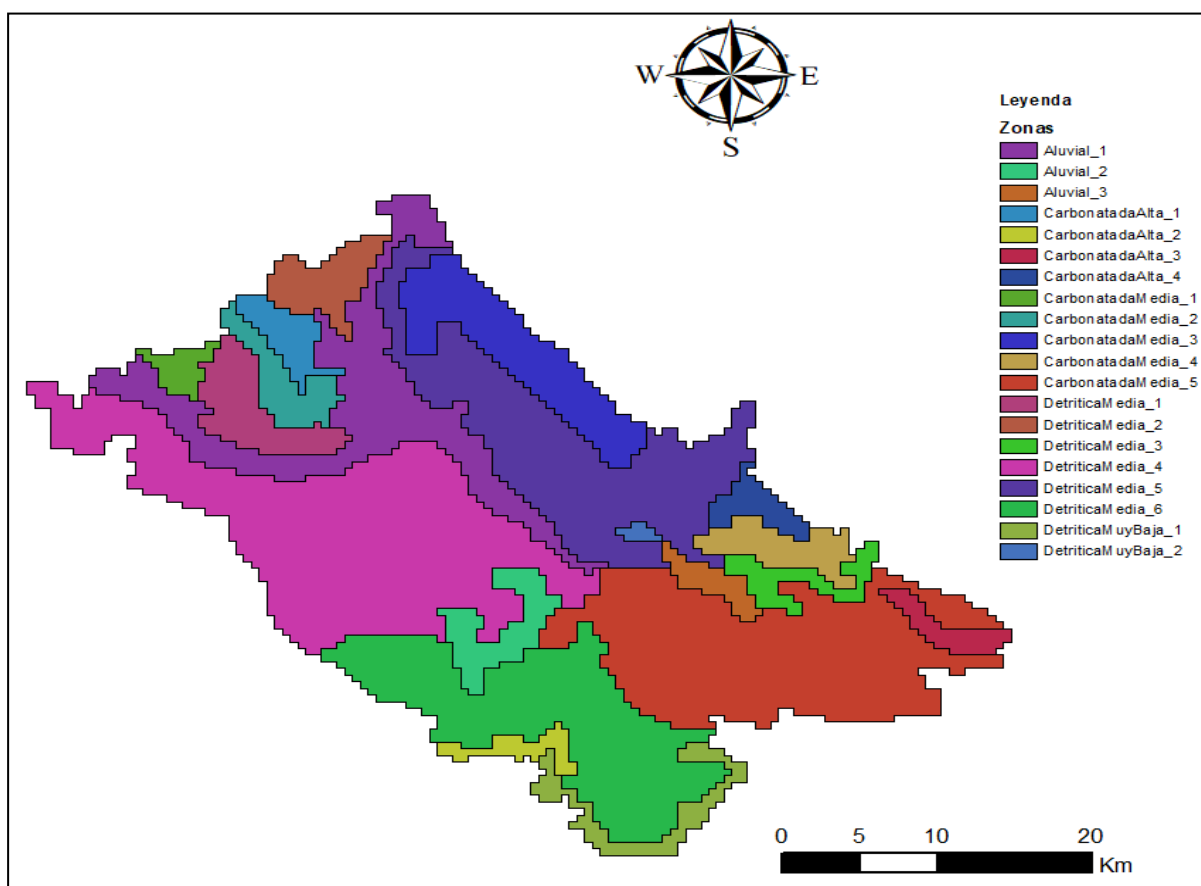 W
E
S
Leyenda
Zonas
Aluvial_1
Aluvial_2
Aluvial_3
CarbonatadaAlta_1
CarbonatadaAlta_2
CarbonatadaAlta_3
CarbonatadaAlta_4
CarbonatadaMedia_1
CarbonatadaMedia_2
CarbonatadaMedia_3
CarbonatadaMedia_4
CarbonatadaMedia_5
DetriticaMedia_1
DetriticaMedia_2
DetriticaMedia_3
DetriticaMedia_4
DetriticaMedia_5
DetriticaMedia_6
DetriticaMuyBaja_1
DetriticaMuyBaja_2
0 5 10 20
Km